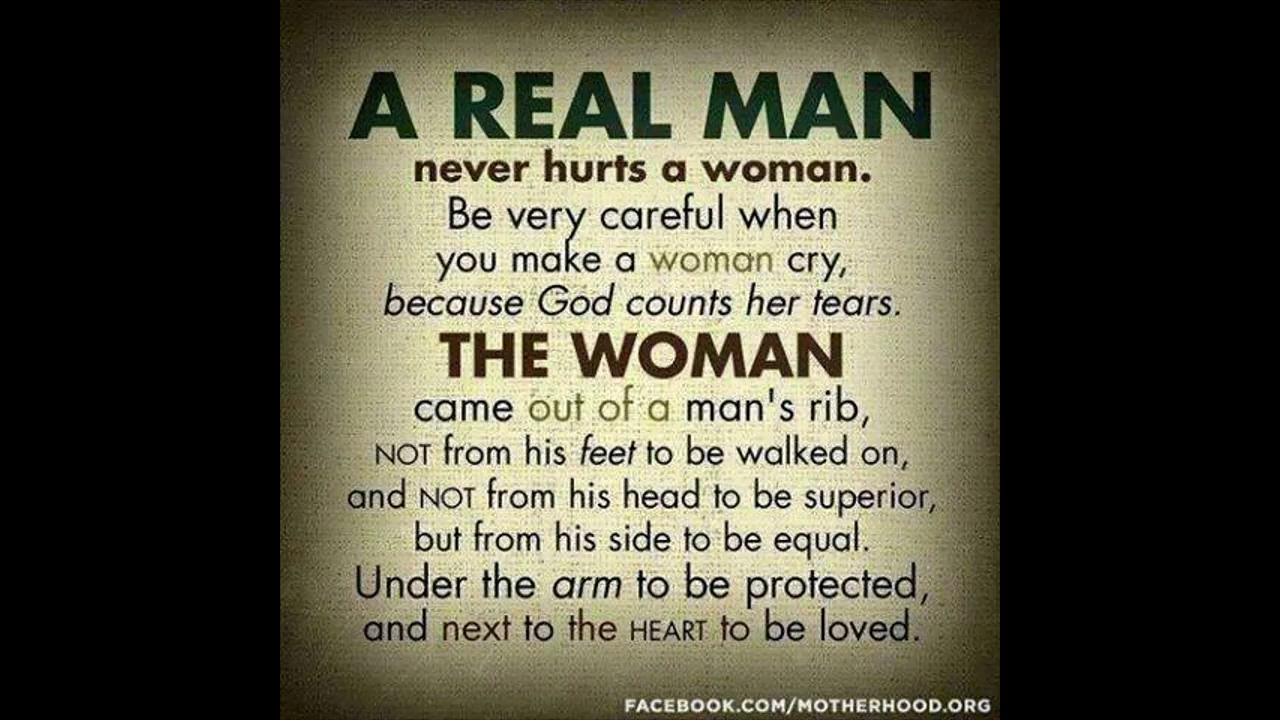 A REAL MAN
never hurts a woman.
Be very careful when
you make a woman cry,
because God counts her tears.
THE WOMAN
came out of a man's rib,
NOT from his feet to be walked on,
and NOT from his head to be superior,
but from his side to be equal.
Under the arm to be protected,
and next to the HEART to be loved.
FACEBOOK.COM/MOTHERHOOD.ORG